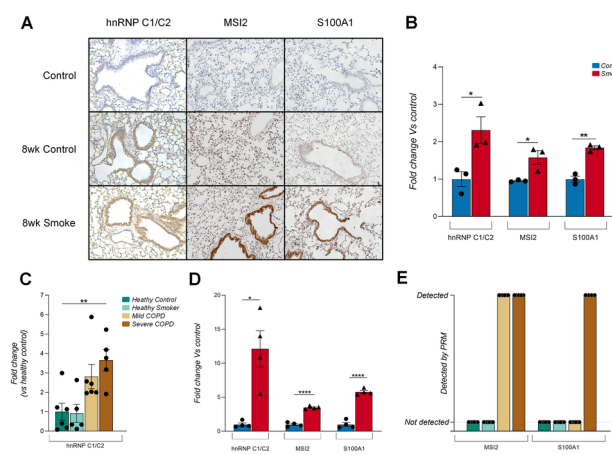 A
hnRNP C1/C2 MSI2 S100A1
Control
8wk Control
8wk Smoke
B
Con
Smo
Fold change Vs control
4
3
2
1
0
* * **
hnRNP C1/C2 MSI2 S100A1
C
Heathy Control
Healthy Smoker
Mild COPD
Severe COPD
**
Fold change
(vs healthy control)
7
6
5
4
3
2
1
0
hnRNP C1/C2
D
Fold change Vs control
20
15
10
5
0
* **** ****
hnRNP C1/C2 MSI2 S100A1
E
Detected by PRM
Detected
Not detected
MSI2 S100A1